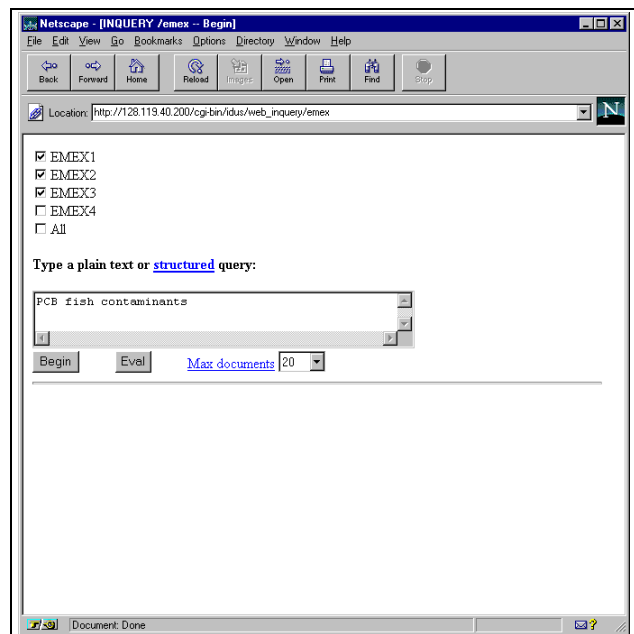 Netscape - [INQUERY /emex -- Begin]
File Edit View Go Bookmarks Options Directory Window Help
Back Forward Home Reload Images Open Print Find Stop
Location: http://128.119.40.200/cgi-bin/idus/web_inquery/emex
N
EMEX1
EMEX2
EMEX3
EMEX4
All
Type a plain text or structured query:
PCB fish contaminants
Begin Eval Max documents 20
Document: Done